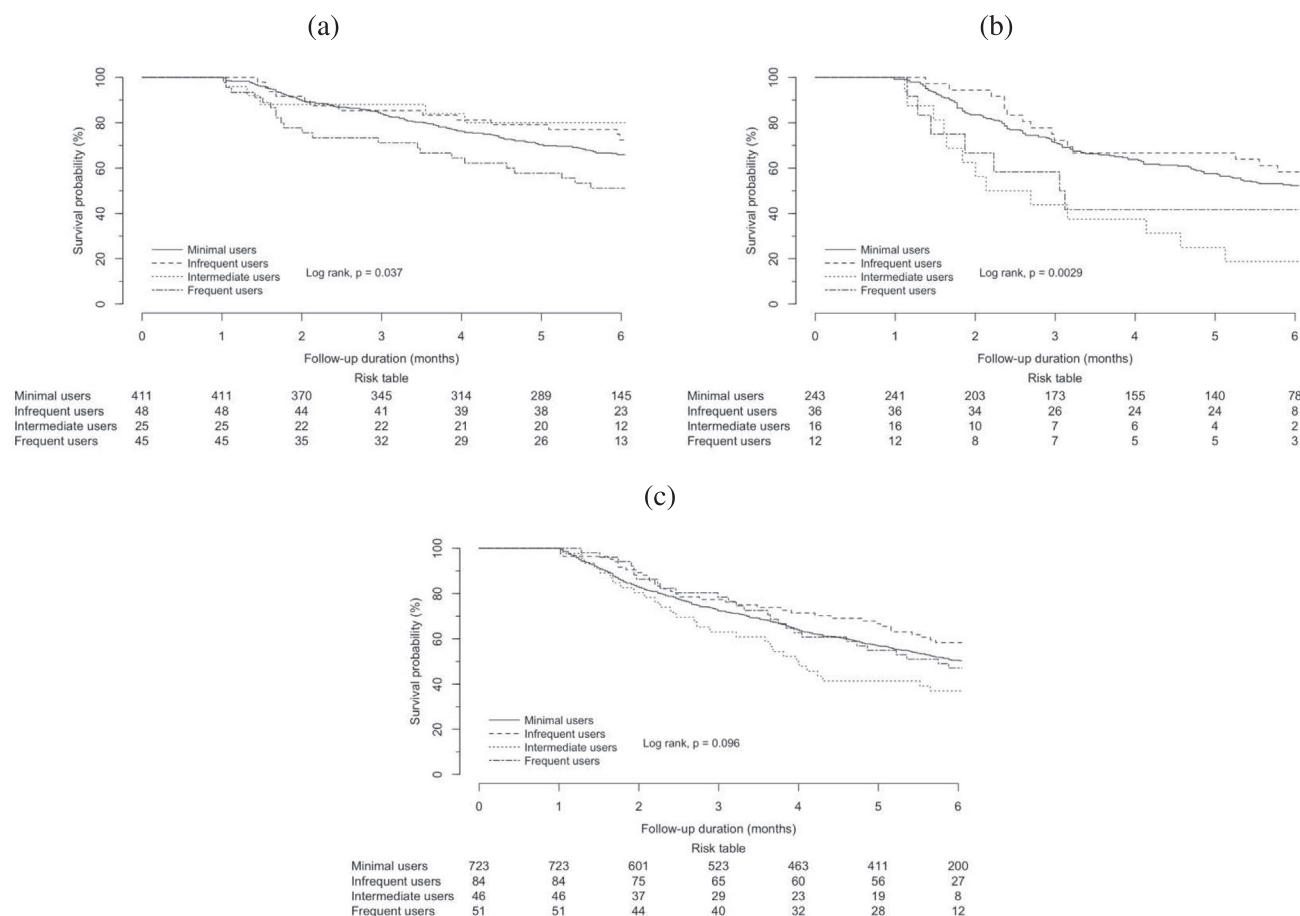 (a)
100
80
60
40
20
0
Survival probability (%)
Minimal users
Infrequent users
Intermediate users
Frequent users
Log rank, p = 0.037
0 1 2 3 4 5 6
Follow-up duration (months)
Risk table
Minimal users 411 411 370 345 314 289 145
Infrequent users 48 48 44 41 39 38 23
Intermediate users 25 25 22 22 21 20 12
Frequent users 45 45 35 32 29 26 13
(b)
100
80
60
40
20
0
Survival probability (%)
Minimal users
Infrequent users
Intermediate users
Frequent users
Log rank, p = 0.0029
0 1 2 3 4 5 6
Follow-up duration (months)
Risk table
Minimal users 243 241 203 173 155 140 78
Infrequent users 36 36 34 26 24 24 8
Intermediate users 16 16 10 7 6 4 2
Frequent users 12 12 8 7 5 5 3
(c)
100
80
60
40
20
0
Survival probability (%)
Minimal users
Infrequent users
Intermediate users
Frequent users
Log rank, p = 0.096
0 1 2 3 4 5 6
Follow-up duration (months)
Risk table
Minimal users 723 723 601 523 463 411 200
Infrequent users 84 84 75 65 60 56 27
Intermediate users 46 46 37 29 23 19 8
Frequent users 51 51 44 40 32 28 12